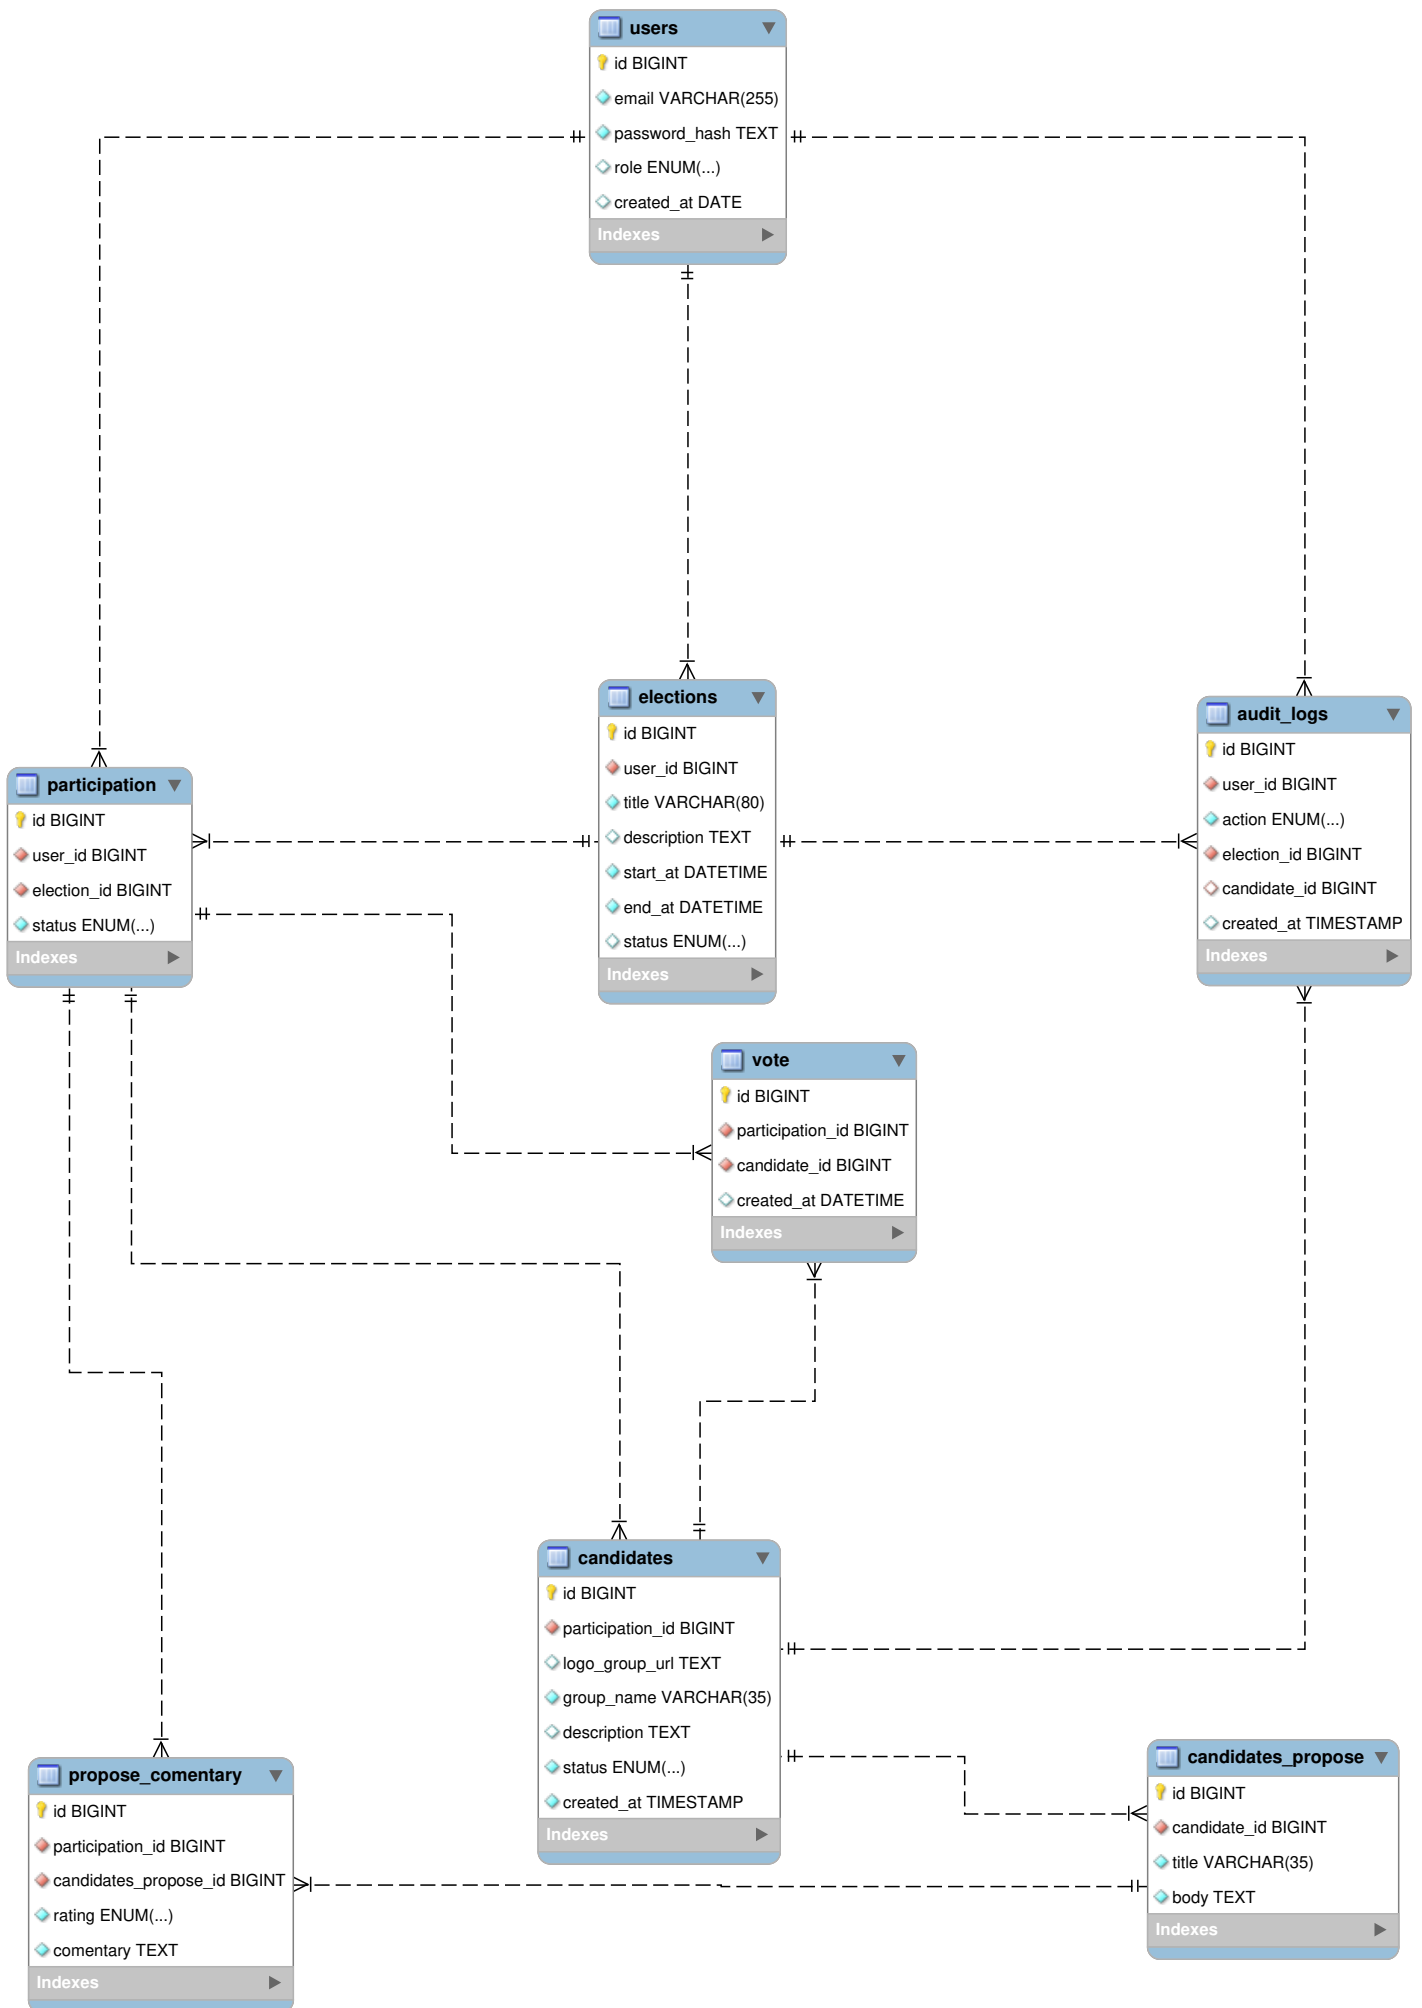 users
id BIGINT
email VARCHAR(255)
password_hash TEXT
role ENUM(...)
created_at DATE
Indexes
elections
id BIGINT
user_id BIGINT
title VARCHAR(80)
description TEXT
start_at DATETIME
end_at DATETIME
status ENUM(...)
Indexes
audit_logs
id BIGINT
user_id BIGINT
action ENUM(...)
election_id BIGINT
candidate_id BIGINT
created_at TIMESTAMP
Indexes
participation
id BIGINT
user_id BIGINT
election_id BIGINT
status ENUM(...)
Indexes
vote
id BIGINT
participation_id BIGINT
candidate_id BIGINT
created_at DATETIME
Indexes
candidates
id BIGINT
participation_id BIGINT
logo_group_url TEXT
group_name VARCHAR(35)
description TEXT
status ENUM(...)
created_at TIMESTAMP
Indexes
propose_comentary
id BIGINT
participation_id BIGINT
candidates_propose_id BIGINT
rating ENUM(...)
comentary TEXT
Indexes
candidates_propose
id BIGINT
candidate_id BIGINT
title VARCHAR(35)
body TEXT
Indexes